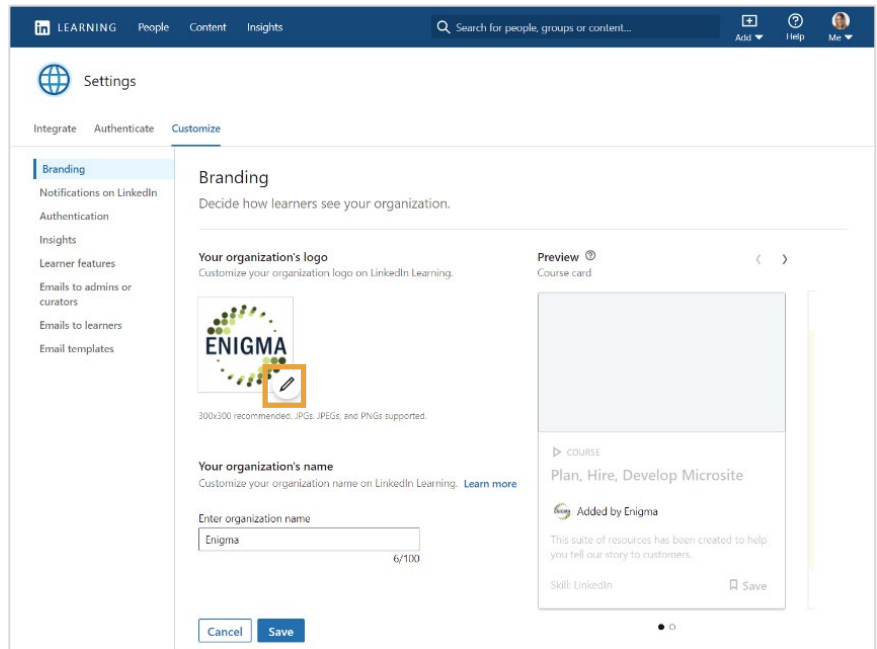 in LEARNING People Content Insights Search for people, groups or content... Add Help Me
Settings
Integrate Authenticate Customize
Branding
Notifications on LinkedIn
Authentication
Insights
Learner features
Emails to admins or
curators
Emails to learners
Email templates
Branding
Decide how learners see your organization.
Your organization's logo
Customize your organization logo on LinkedIn Learning.
ENIGMA
300x300 recommended. JPGs. JPEGs, and PNGs supported.
Your organization's name
Customize your organization name on LinkedIn Learning. Learn more
Enter organization name
Enigma
6/100
Cancel Save
Preview
Course card
COURSE
Plan, Hire, Develop Microsite
ENIGMA Added by Enigma
This suite of resources has been created to help
you tell our story to customers.
Skill: LinkedIn Save